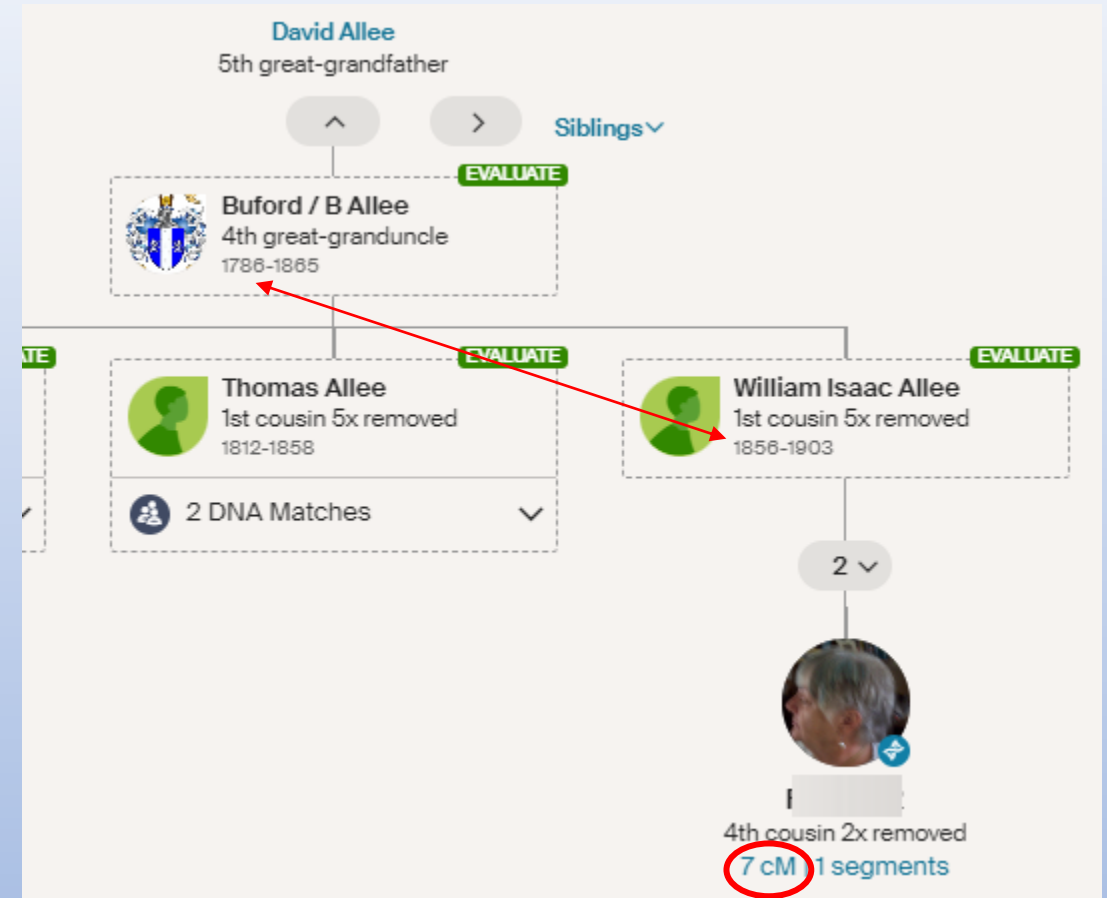 David Allee
5th great-grandfather
Siblings
EVALUATE
Buford / B Allee
4th great-granduncle
1786-1865
TE
EVALUATE
EVALUATE
Thomas Allee
1st cousin 5x removed
1812-1858
2 DNA Matches
William Isaac Allee
1st cousin 5x removed
1856-1903
2
4th cousin 2x removed
7 cM | 1 segments